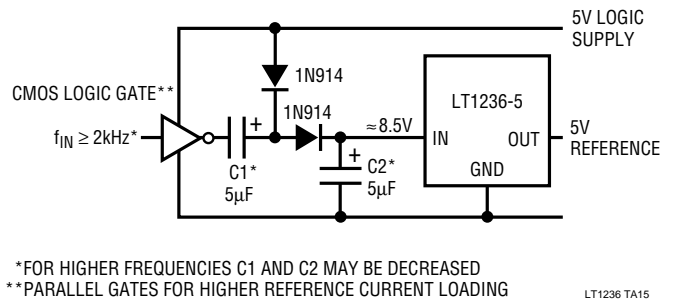 5V LOGIC
SUPPLY
1N914
CMOS LOGIC GATE**
1N914
LT1236-5
fIN ≥ 2kHz*
+
≈8.5V
IN
OUT
5V
REFERENCE
+
C1*
5µF
C2*
5µF
GND
*FOR HIGHER FREQUENCIES C1 AND C2 MAY BE DECREASED
**PARALLEL GATES FOR HIGHER REFERENCE CURRENT LOADING
LT1236 TA15